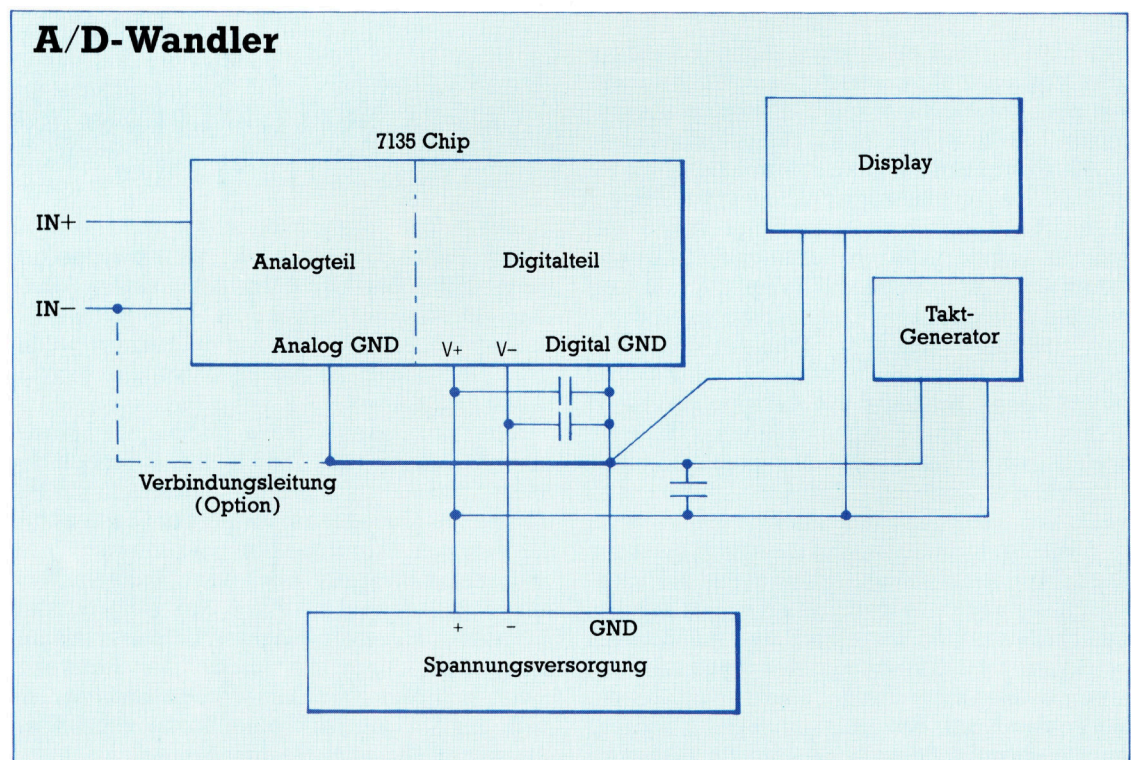 A/D-Wandler
7135 Chip
Display
IN+
Analogteil
Digitalteil
IN−
Takt-
Generator
Analog GND
V+
V−
Digital GND
Verbindungsleitung
(Option)
+
−
GND
Spannungsversorgung